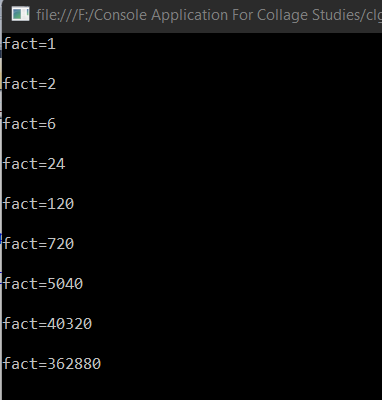 file:///F:/Console Application For Collage Studies/clg
fact=1
fact=2
fact=6
fact=24
fact=120
fact=720
fact=5040
fact=40320
fact=362880